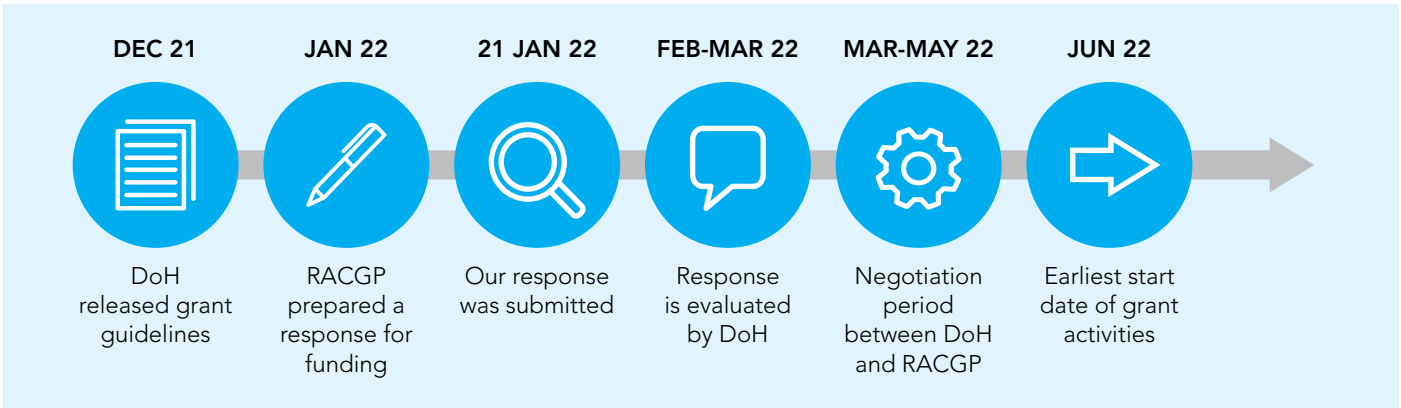 DEC 21
DoH
released grant
guidelines
JAN 22
RACGP
prepared a
response for
funding
21 JAN 22
Our response
was submitted
FEB-MAR 22
Response
is evaluated
by DoH
MAR-MAY 22
Negotiation
period
between DoH
and RACGP
JUN 22
Earliest start
date of grant
activities